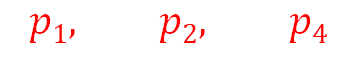 p₁, p₂, p₄